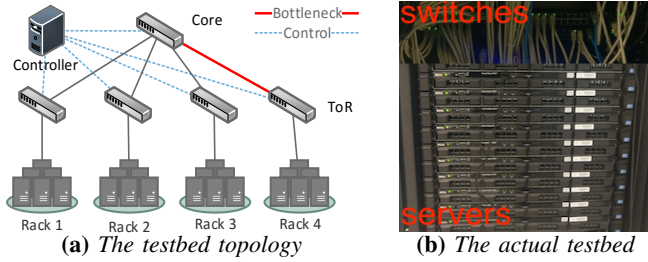 Core
Bottleneck
Control
Controller
ToR
Rack 1
Rack 2
Rack 3
Rack 4
(a) The testbed topology
switches
servers
(b) The actual testbed